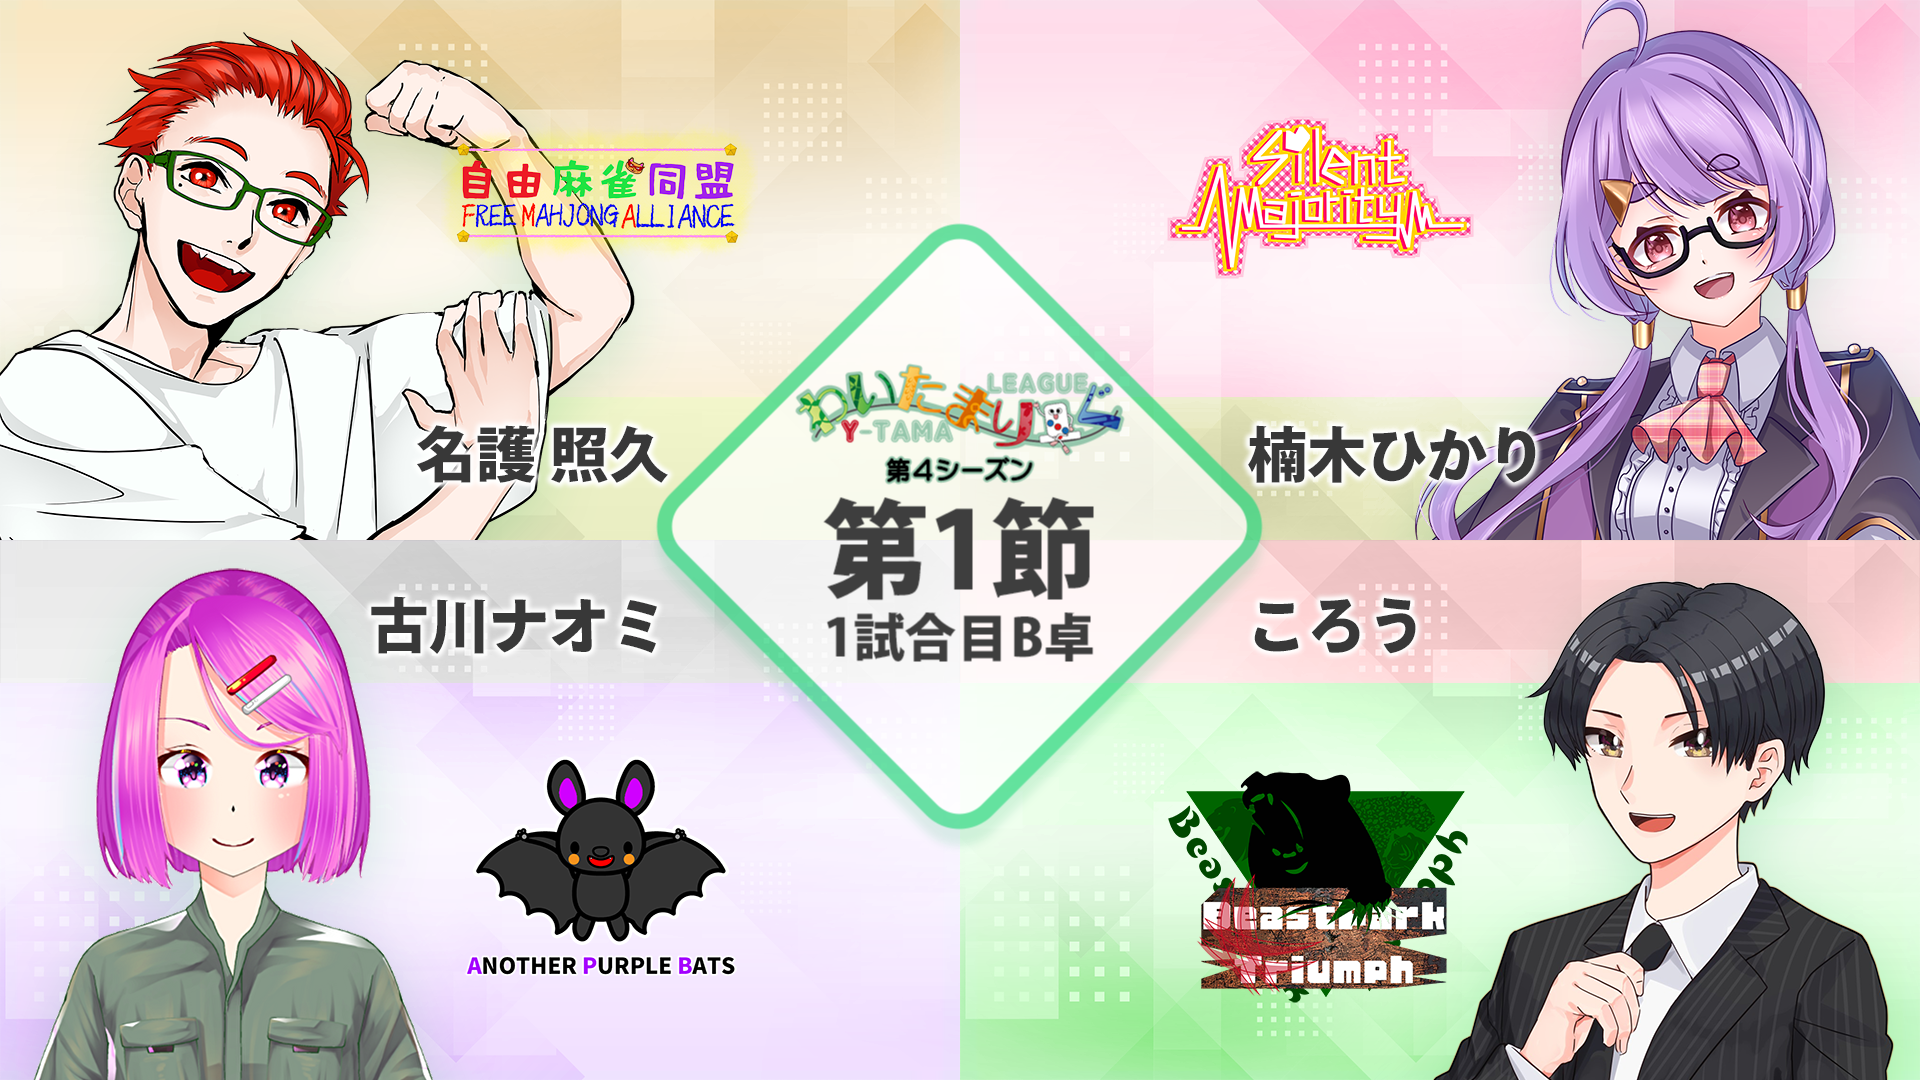 自由麻雀同盟
FREE MAHJONG ALLIANCE
名護 照久
Silent
Majority
楠木ひかり
わいたまりーぐ
LEAGUE
Y-TAMA
第4シーズン
第1節
1試合目B卓
古川ナオミ
ANOTHER PURPLE BATS
ころう
Beast
Triumph